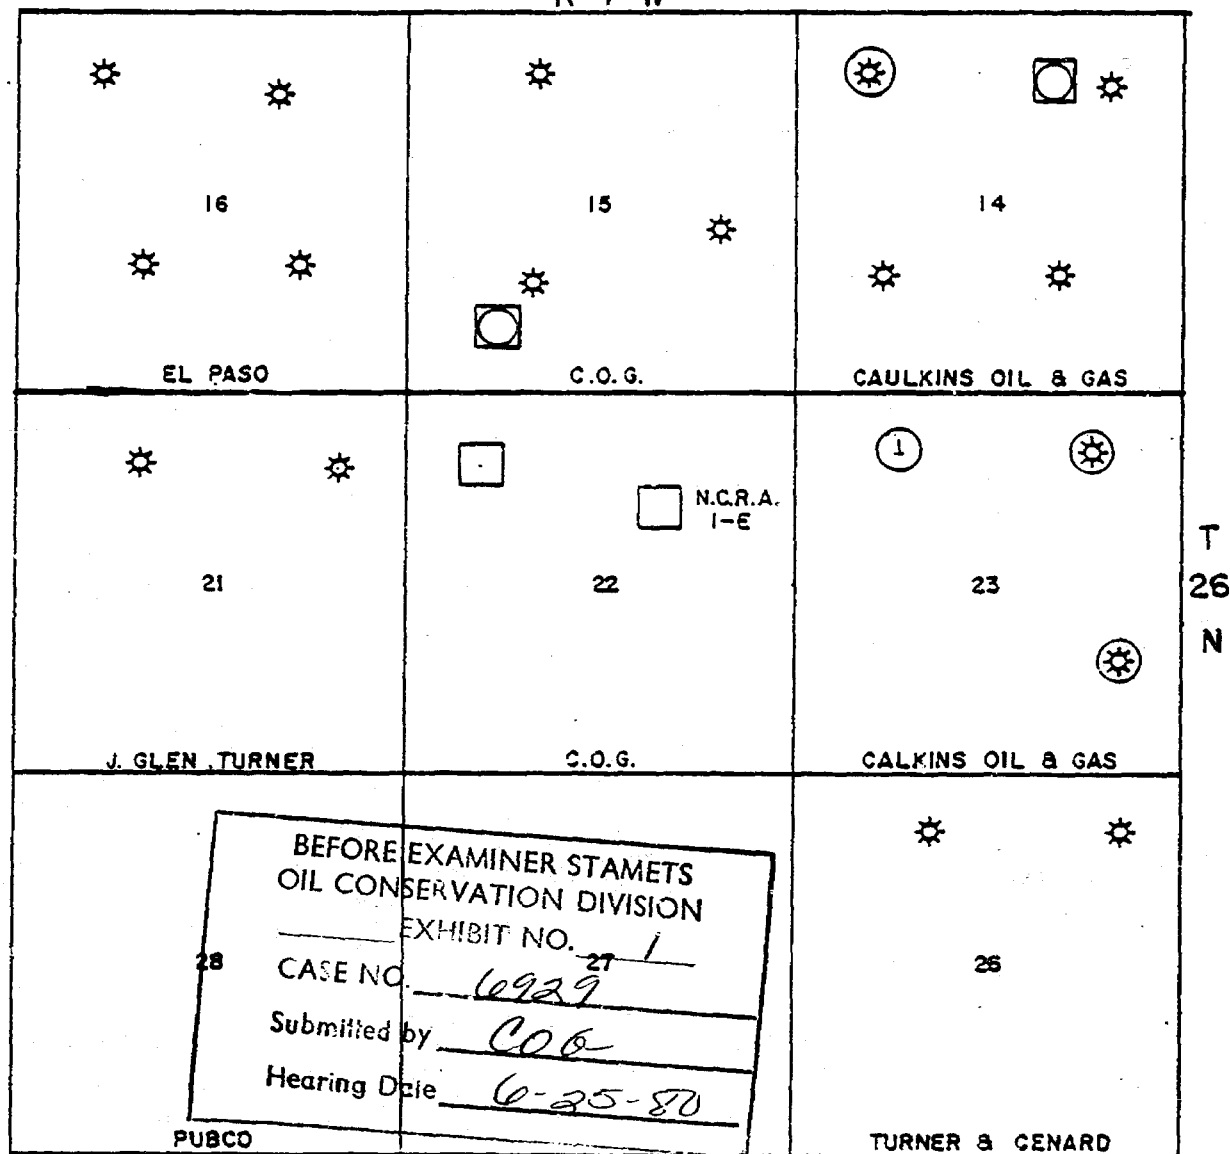 16
15
14
EL PASO
C.O.G.
CAULKINS OIL & GAS
1
N.C.R.A.
1-E
21
22
23
T
26
N
J. GLEN TURNER
C.O.G.
CALKINS OIL & GAS
BEFORE EXAMINER STAMETS
OIL CONSERVATION DIVISION
EXHIBIT NO. 1
28
27
26
CASE NO. 6929
Submitted by COG
Hearing Date 6-25-80
PUBCO
TURNER & GENARD